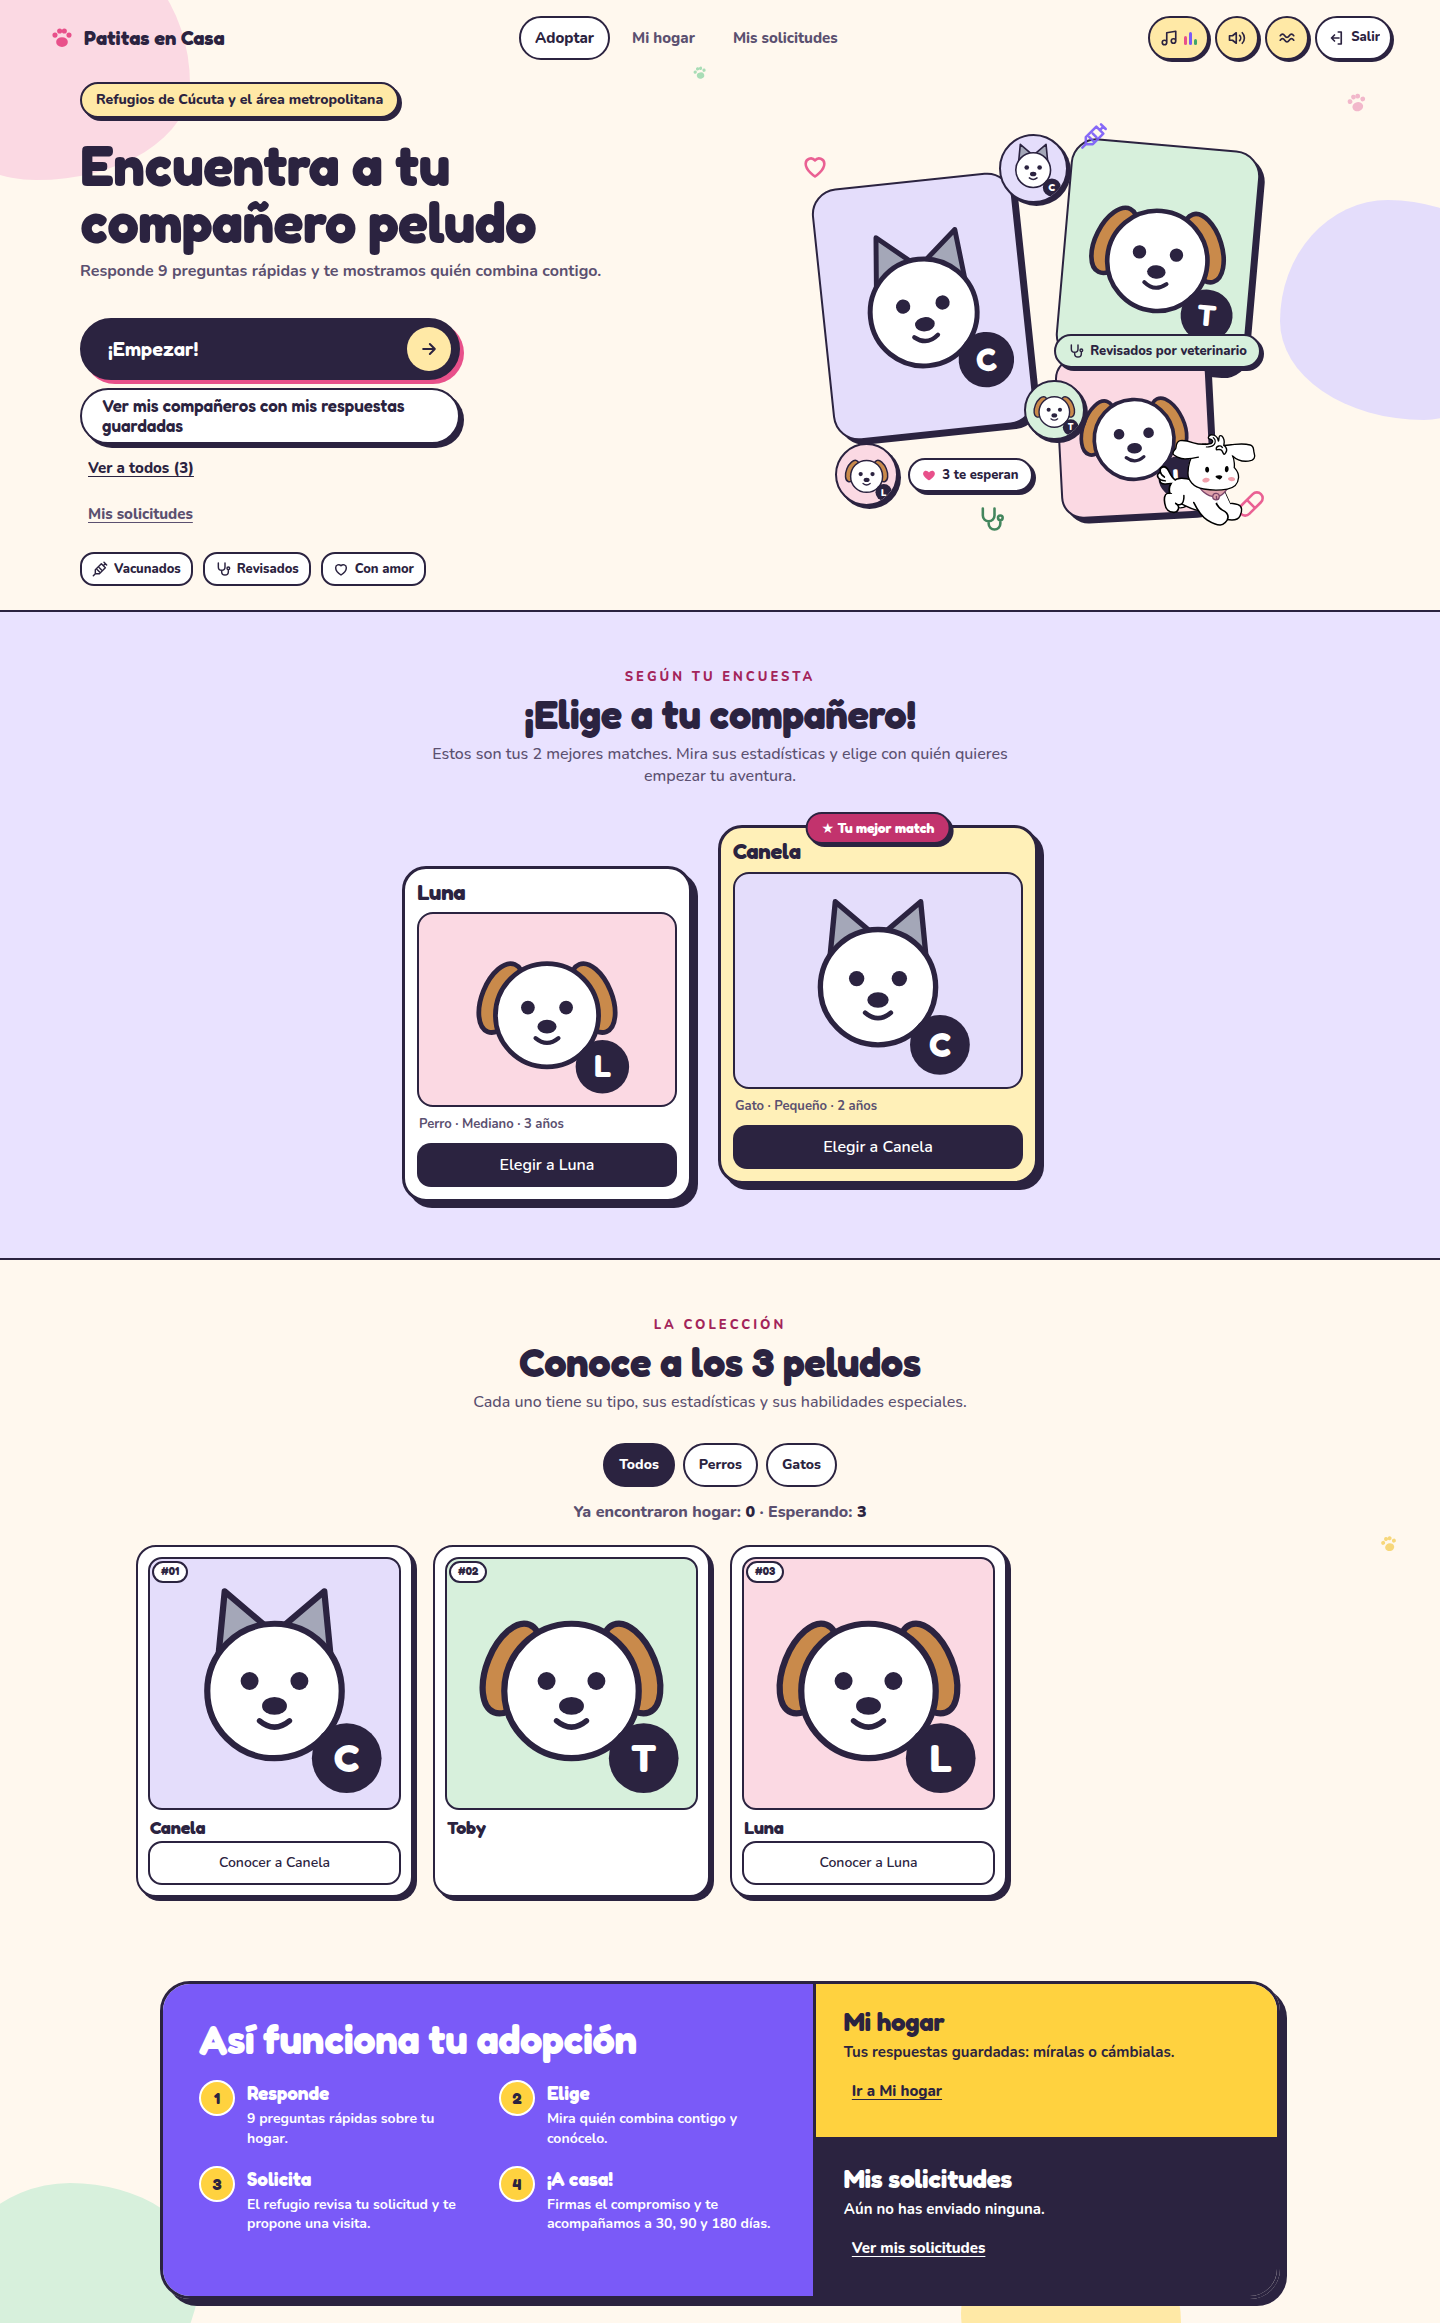 Patitas en Casa
Adoptar
Mi hogar
Mis solicitudes
Salir
Refugios de Cúcuta y el área metropolitana
Encuentra a tu
compañero peludo
Responde 9 preguntas rápidas y te mostramos quién combina contigo.
¡Empezar!
Ver mis compañeros con mis respuestas
guardadas
Ver a todos (3)
Mis solicitudes
Vacunados
Revisados
Con amor
C
C
T
Revisados por veterinario
T
L
3 te esperan
SEGÚN TU ENCUESTA
¡Elige a tu compañero!
Estos son tus 2 mejores matches. Mira sus estadísticas y elige con quién quieres
empezar tu aventura.
Luna
L
Perro · Mediano · 3 años
Elegir a Luna
★ Tu mejor match
Canela
C
Gato · Pequeño · 2 años
Elegir a Canela
LA COLECCIÓN
Conoce a los 3 peludos
Cada uno tiene su tipo, sus estadísticas y sus habilidades especiales.
Todos
Perros
Gatos
Ya encontraron hogar: 0 · Esperando: 3
#01
C
Canela
Conocer a Canela
#02
T
Toby
#03
L
Luna
Conocer a Luna
Así funciona tu adopción
1
Responde
9 preguntas rápidas sobre tu
hogar.
2
Elige
Mira quién combina contigo y
conócelo.
3
Solicita
El refugio revisa tu solicitud y te
propone una visita.
4
¡A casa!
Firmas el compromiso y te
acompañamos a 30, 90 y 180 días.
Mi hogar
Tus respuestas guardadas: míralas o cámbialas.
Ir a Mi hogar
Mis solicitudes
Aún no has enviado ninguna.
Ver mis solicitudes